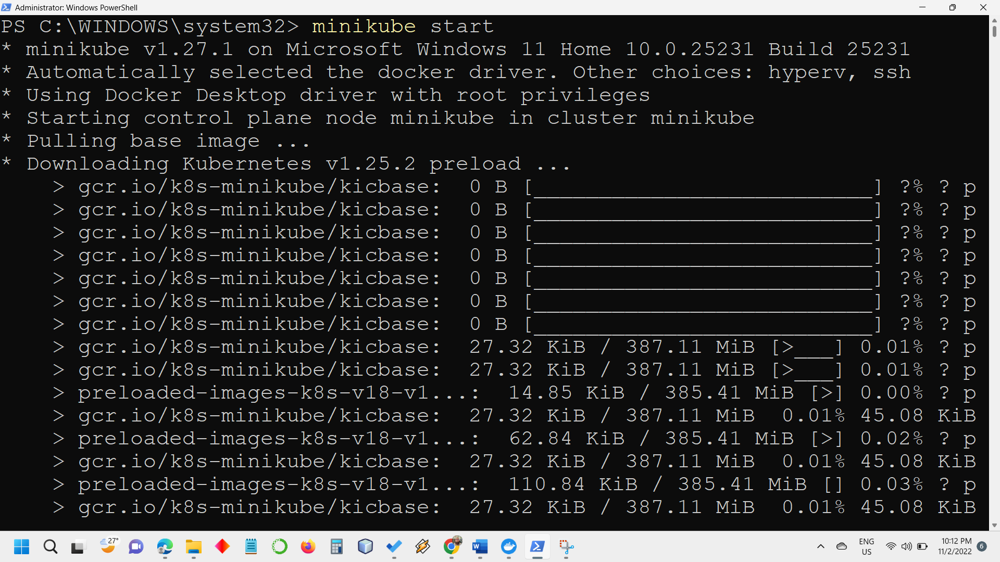 Administrator: Windows PowerShell
PS C:\WINDOWS\system32> minikube start
* minikube v1.27.1 on Microsoft Windows 11 Home 10.0.25231 Build 25231
* Automatically selected the docker driver. Other choices: hyperv, ssh
* Using Docker Desktop driver with root privileges
* Starting control plane node minikube in cluster minikube
* Pulling base image ...
* Downloading Kubernetes v1.25.2 preload ...
    > gcr.io/k8s-minikube/kicbase:  0 B [__________________________] ?% ? p
    > gcr.io/k8s-minikube/kicbase:  0 B [__________________________] ?% ? p
    > gcr.io/k8s-minikube/kicbase:  0 B [__________________________] ?% ? p
    > gcr.io/k8s-minikube/kicbase:  0 B [__________________________] ?% ? p
    > gcr.io/k8s-minikube/kicbase:  0 B [__________________________] ?% ? p
    > gcr.io/k8s-minikube/kicbase:  0 B [__________________________] ?% ? p
    > gcr.io/k8s-minikube/kicbase:  0 B [__________________________] ?% ? p
    > gcr.io/k8s-minikube/kicbase:  27.32 KiB / 387.11 MiB [>___] 0.01% ? p
    > gcr.io/k8s-minikube/kicbase:  27.32 KiB / 387.11 MiB [>___] 0.01% ? p
    > preloaded-images-k8s-v18-v1...:  14.85 KiB / 385.41 MiB [>] 0.00% ? p
    > gcr.io/k8s-minikube/kicbase:  27.32 KiB / 387.11 MiB  0.01% 45.08 KiB
    > preloaded-images-k8s-v18-v1...:  62.84 KiB / 385.41 MiB [>] 0.02% ? p
    > gcr.io/k8s-minikube/kicbase:  27.32 KiB / 387.11 MiB  0.01% 45.08 KiB
    > preloaded-images-k8s-v18-v1...:  110.84 KiB / 385.41 MiB [] 0.03% ? p
    > gcr.io/k8s-minikube/kicbase:  27.32 KiB / 387.11 MiB  0.01% 45.08 KiB
27°
W
ENG
US
10:12 PM
11/2/2022
6